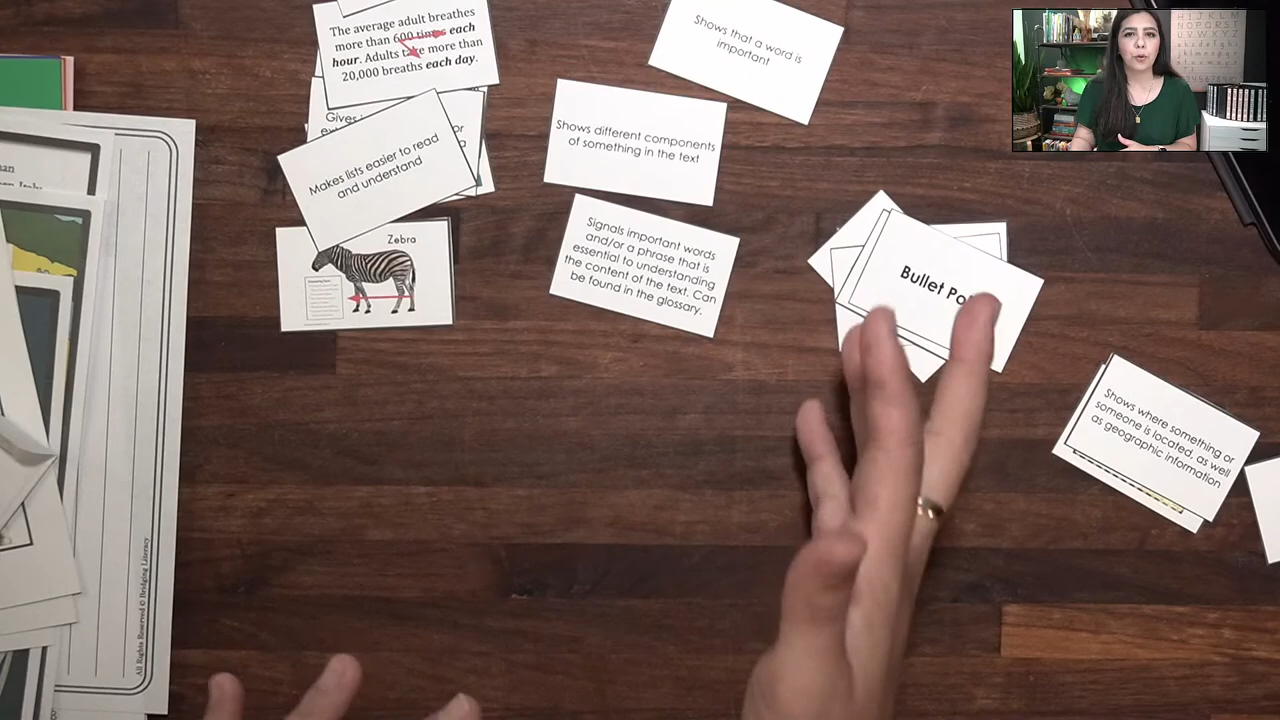 The average adult breathes
more than 600 times each
hour. Adults take more than
20,000 breaths each day.
Gives
or
Makes lists easier to read
and understand
Zebra
Shows that a word is
important
Shows different components
of something in the text
Signals important words
and/or a phrase that is
essential to understanding
the content of the text. Can
be found in the glossary.
Bullet
Shows where something or
someone is located, as well
as geographic information
All Rights Reserved © Bridging Literacy